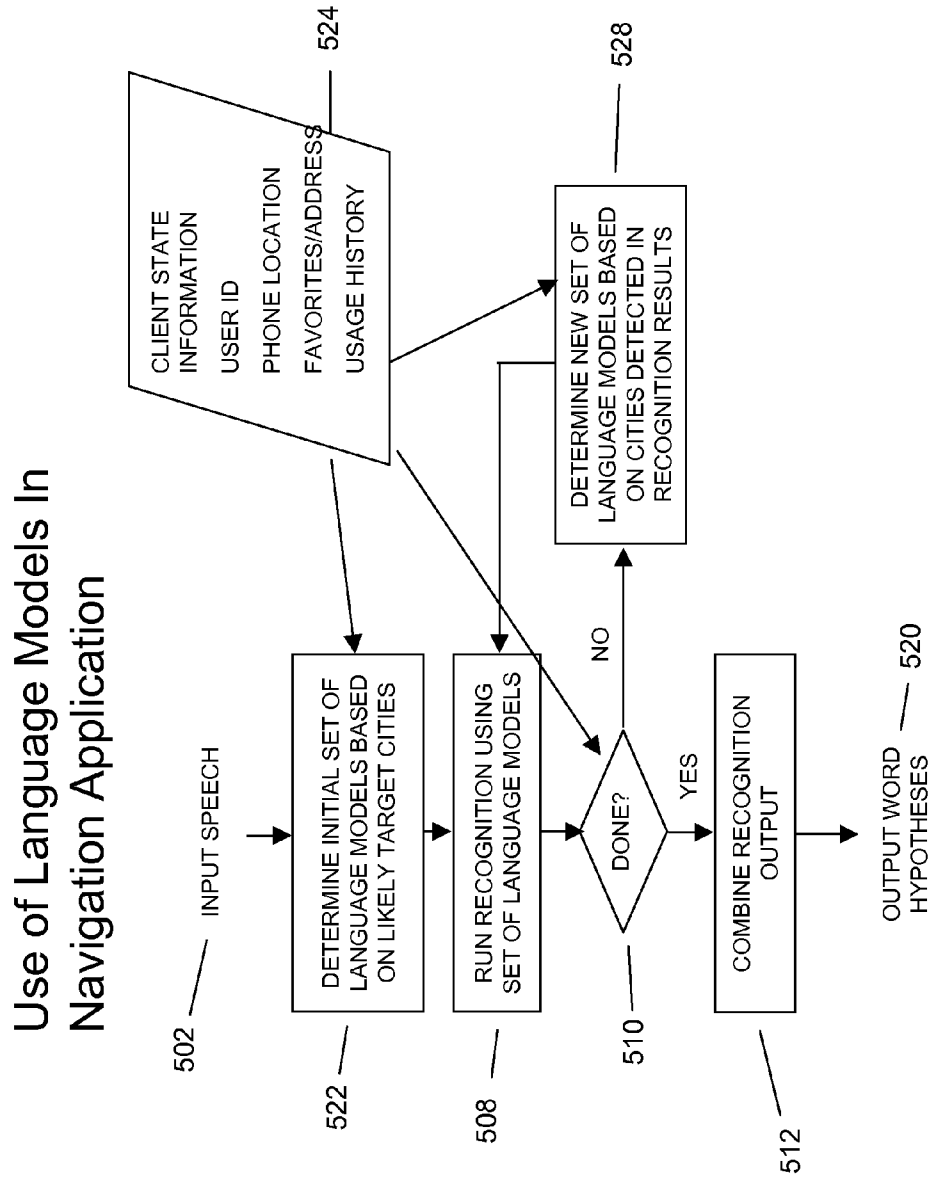 Use of Language Models In
Navigation Application
502
INPUT SPEECH
522
DETERMINE INITIAL SET OF
LANGUAGE MODELS BASED
ON LIKELY TARGET CITIES
524
CLIENT STATE
INFORMATION
USER ID
PHONE LOCATION
FAVORITES/ADDRESS
USAGE HISTORY
508
RUN RECOGNITION USING
SET OF LANGUAGE MODELS
510
DONE?
NO
528
DETERMINE NEW SET OF
LANGUAGE MODELS BASED
ON CITIES DETECTED IN
RECOGNITION RESULTS
YES
512
COMBINE RECOGNITION
OUTPUT
OUTPUT WORD
HYPOTHESES
520